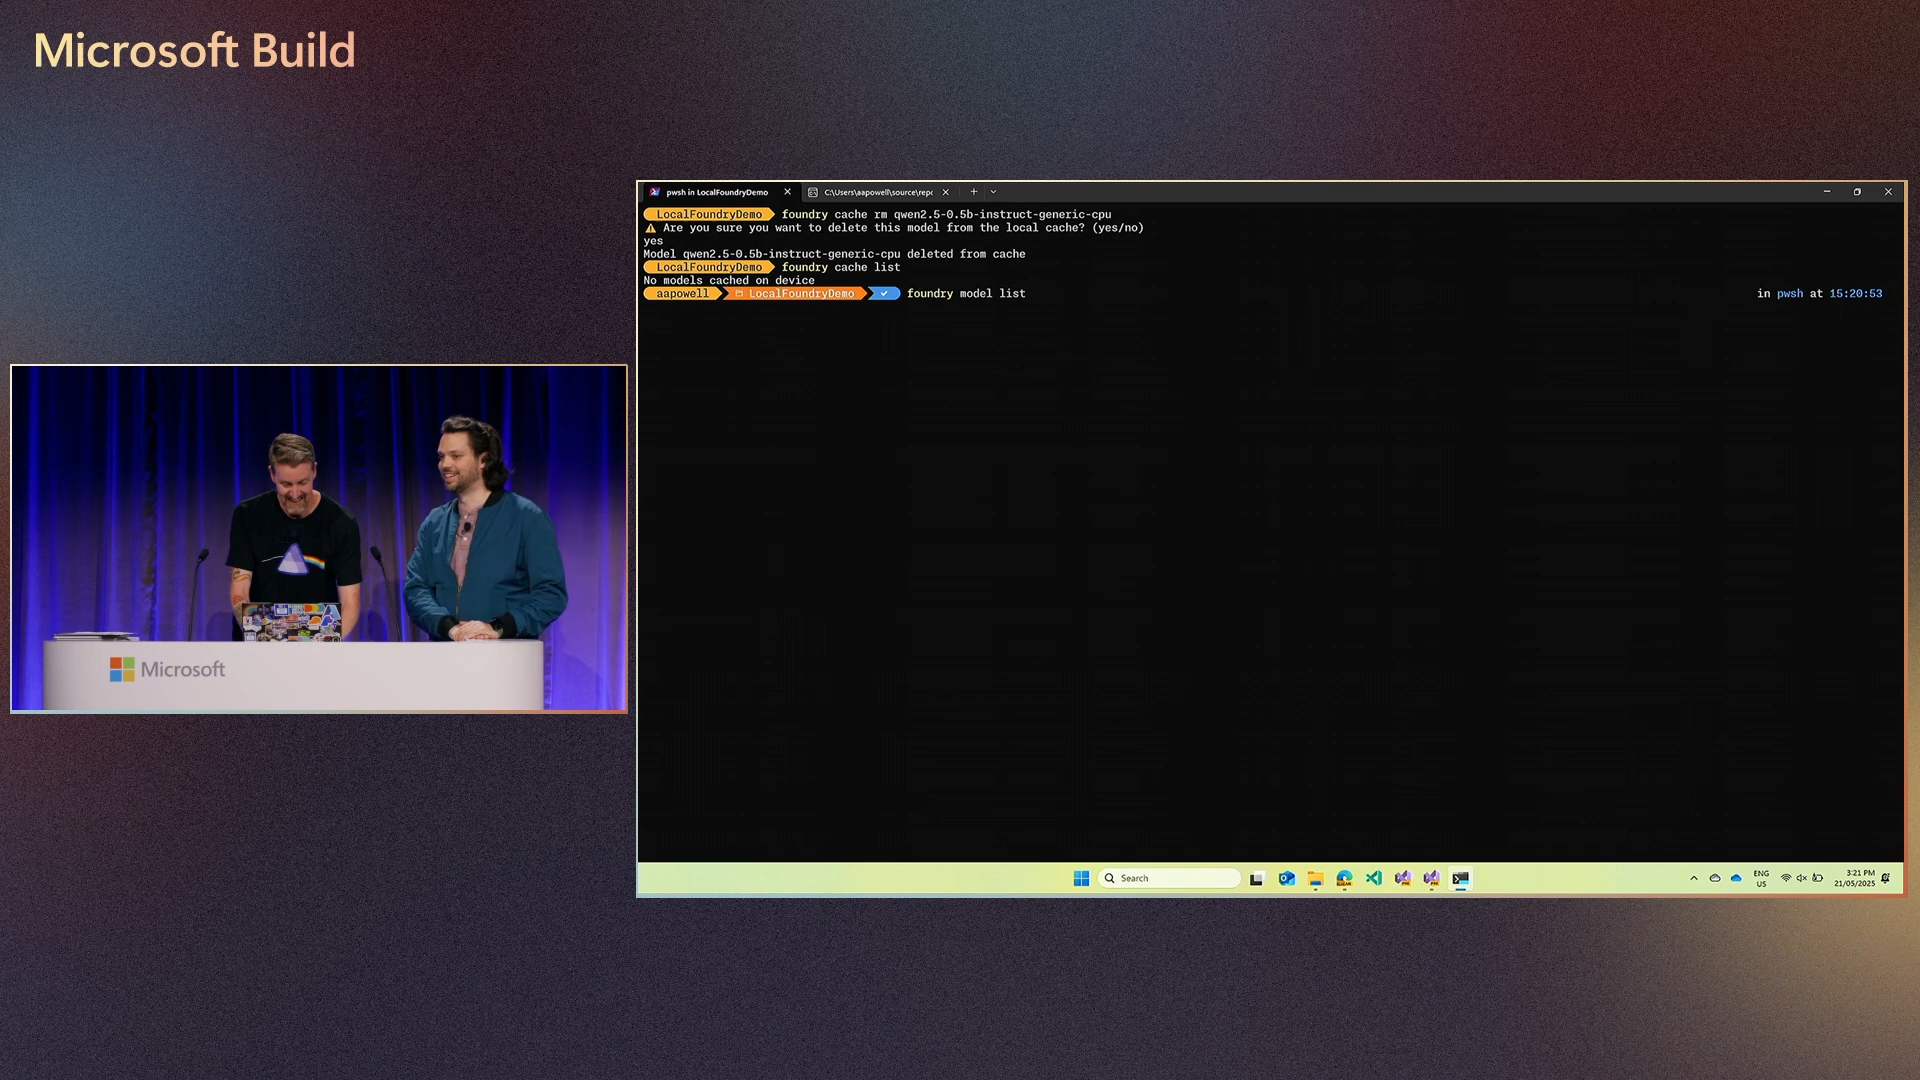 Microsoft Build
pwsh in LocalFoundryDemo
C:\Users\aapowell\source\repo
LocalFoundryDemo foundry cache rm qwen2.5-0.5b-instruct-generic-cpu
Are you sure you want to delete this model from the local cache? (yes/no)
yes
Model qwen2.5-0.5b-instruct-generic-cpu deleted from cache
LocalFoundryDemo foundry cache list
No models cached on device
aapowell LocalFoundryDemo foundry model list in pwsh at 15:20:53
Microsoft
Search
ENG
US
3:21 PM
21/05/2025